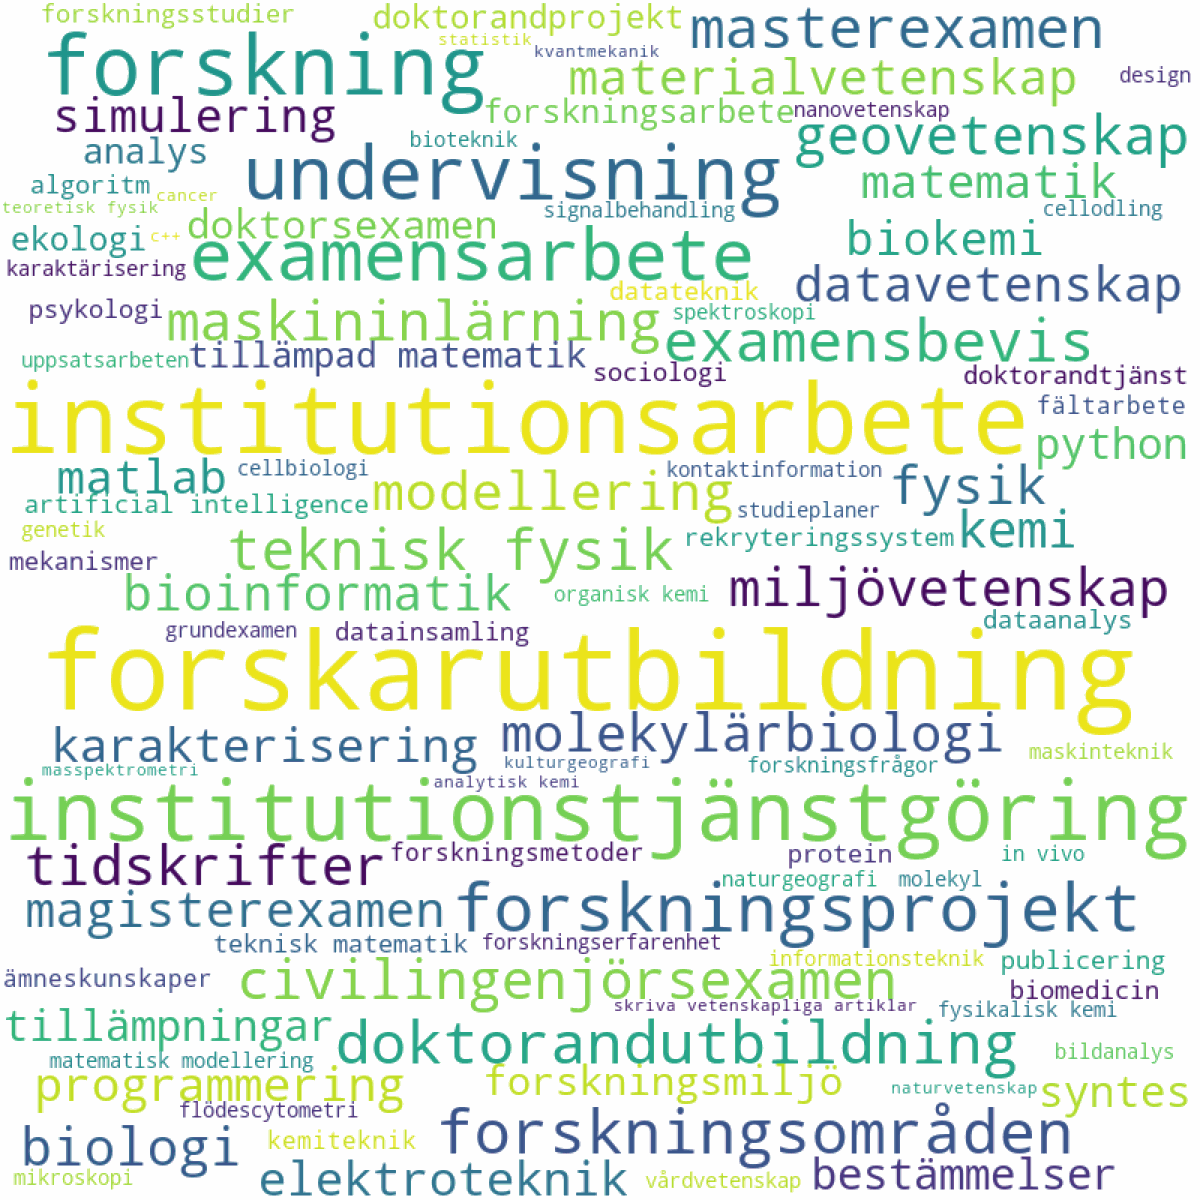 forskningsstudier
doktorandprojekt
masterexamen
forskning
statistik
kvantmekanik
materialvetenskap
design
simulering
forskningsarbete
nanovetenskap
geovetenskap
analys
bioteknik
undervisning
algoritm
cancer
matematik
teoretisk fysik
signalbehandling
cellodling
doktorsexamen
ekologi
c++
examensarbete
biokemi
karaktärisering
datavetenskap
datateknik
psykologi
maskininlärning
spektroskopi
examensbevis
uppsatsarbeten
tillämpad matematik
sociologi
doktorandtjänst
institutionsarbete
fältarbete
python
matlab
cellbiologi
kontaktinformation
fysik
artificial intelligence
modellering
studieplaner
genetik
teknisk fysik
rekryteringssystem
kemi
mekanismer
bioinformatik
organisk kemi
miljövetenskap
dataanalys
grundexamen
datainsamling
forskarutbildning
karakterisering
molekylärbiologi
maskinteknik
masspektrometri
kulturgeografi
forskningsfrågor
analytisk kemi
institutionstjänstgöring
tidskrifter
forskningsmetoder
protein
in vivo
naturgeografi
molekyl
magisterexamen
forskningsprojekt
teknisk matematik
forskningserfarenhet
informationsteknik
publicering
ämneskunskaper
civilingenjörsexamen
biomedicin
skriva vetenskapliga artiklar
fysikalisk kemi
tillämpningar
doktorandutbildning
matematisk modellering
bildanalys
programmering
forskningsmiljö
naturvetenskap
syntes
flödescytometri
biologi
kemiteknik
forskningsområden
mikroskopi
elektroteknik
vårdvetenskap
bestämmelser